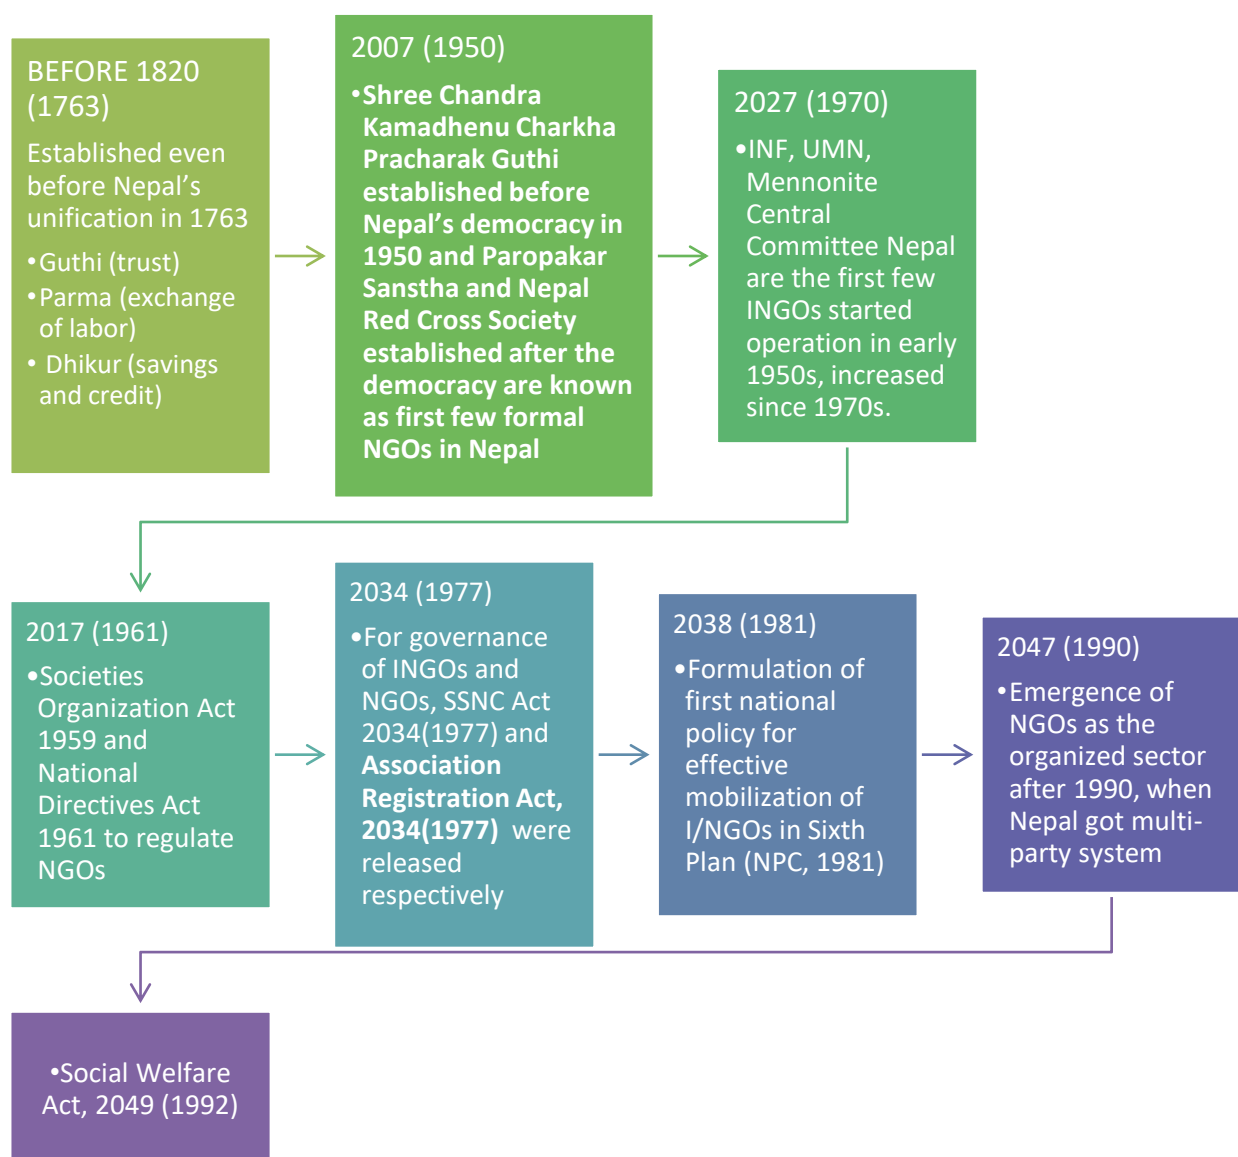 BEFORE 1820
(1763)
Established even
before Nepal’s
unification in 1763
•Guthi (trust)
•Parma (exchange
of labor)
• Dhikur (savings
and credit)
2007 (1950)
•Shree Chandra
Kamadhenu Charkha
Pracharak Guthi
established before
Nepal’s democracy in
1950 and Paropakar
Sanstha and Nepal
Red Cross Society
established after the
democracy are known
as first few formal
NGOs in Nepal
2027 (1970)
•INF, UMN,
Mennonite
Central
Committee Nepal
are the first few
INGOs started
operation in early
1950s, increased
since 1970s.
2017 (1961)
•Societies
Organization Act
1959 and
National
Directives Act
1961 to regulate
NGOs
2034 (1977)
•For governance
of INGOs and
NGOs, SSNC Act
2034(1977) and
Association
Registration Act,
2034(1977) were
released
respectively
2038 (1981)
•Formulation of
first national
policy for
effective
mobilization of
I/NGOs in Sixth
Plan (NPC, 1981)
2047 (1990)
•Emergence of
NGOs as the
organized sector
after 1990, when
Nepal got multi-
party system
•Social Welfare
Act, 2049 (1992)